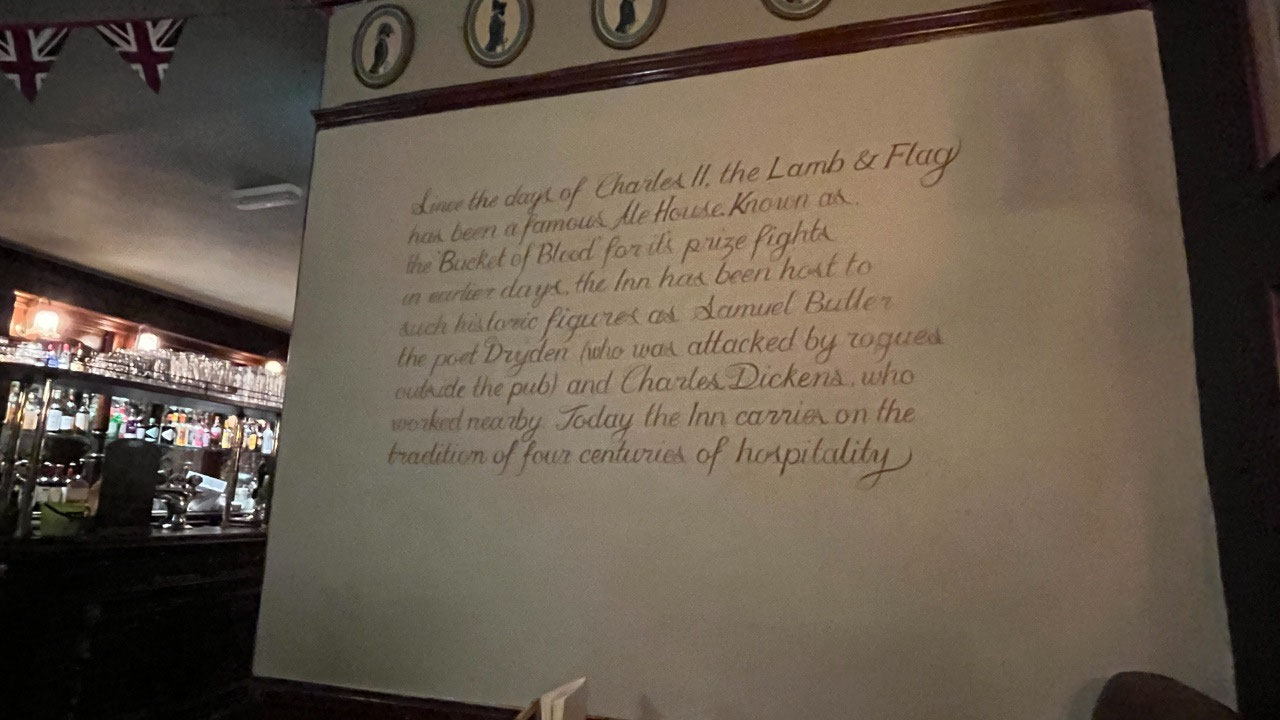 Since the days of Charles II, the Lamb & Flag
has been a famous Ale House. Known as
the 'Bucket of Blood' for its prize fights
in earlier days, the Inn has been host to
such historic figures as Samuel Butler
the poet Dryden (who was attacked by rogues
outside the pub) and Charles Dickens, who
worked nearby. Today the Inn carries on the
tradition of four centuries of hospitality